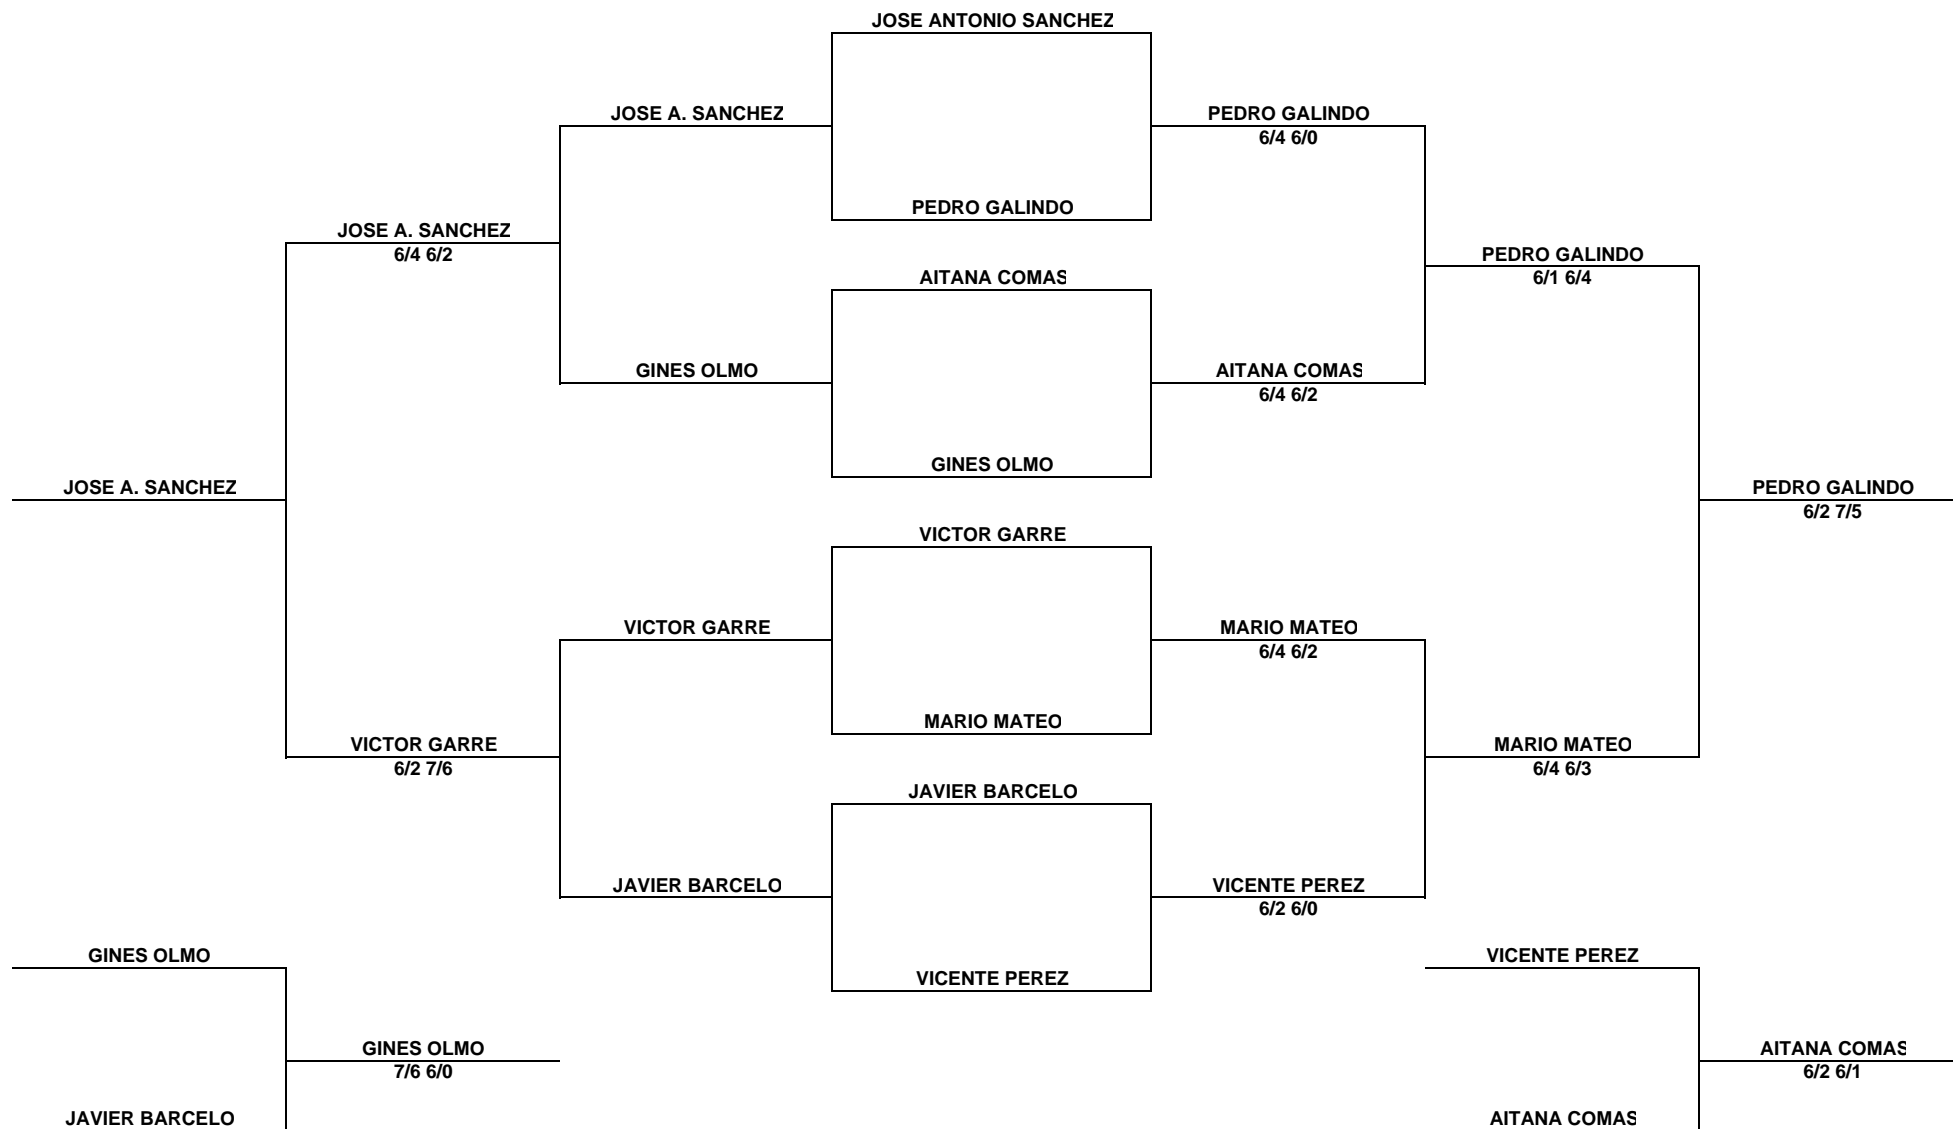 JOSE ANTONIO SANCHEZ
JOSE A. SANCHEZ
PEDRO GALINDO
6/4 6/0
PEDRO GALINDO
JOSE A. SANCHEZ
6/4 6/2
PEDRO GALINDO
6/1 6/4
AITANA COMAS
GINES OLMO
AITANA COMAS
6/4 6/2
GINES OLMO
JOSE A. SANCHEZ
PEDRO GALINDO
6/2 7/5
VICTOR GARRE
VICTOR GARRE
MARIO MATEO
6/4 6/2
MARIO MATEO
VICTOR GARRE
6/2 7/6
MARIO MATEO
6/4 6/3
JAVIER BARCELO
JAVIER BARCELO
VICENTE PEREZ
6/2 6/0
GINES OLMO
VICENTE PEREZ
VICENTE PEREZ
GINES OLMO
7/6 6/0
AITANA COMAS
6/2 6/1
JAVIER BARCELO
AITANA COMAS